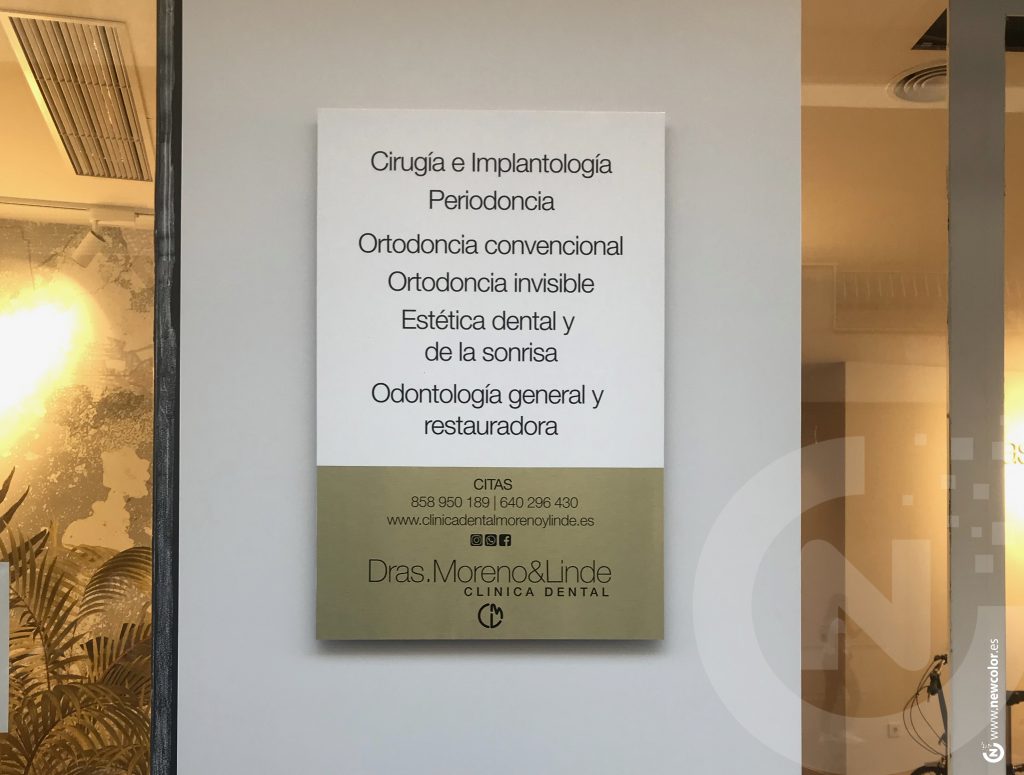 Cirugía e Implantología
Periodoncia
Ortodoncia convencional
Ortodoncia invisible
Estética dental y
de la sonrisa
Odontología general y
restauradora
CITAS
858 950 189 | 640 296 430
www.clinicadentalmorenoylinde.es
Dras.Moreno&Linde
CLINICA DENTAL
www.newcolor.es